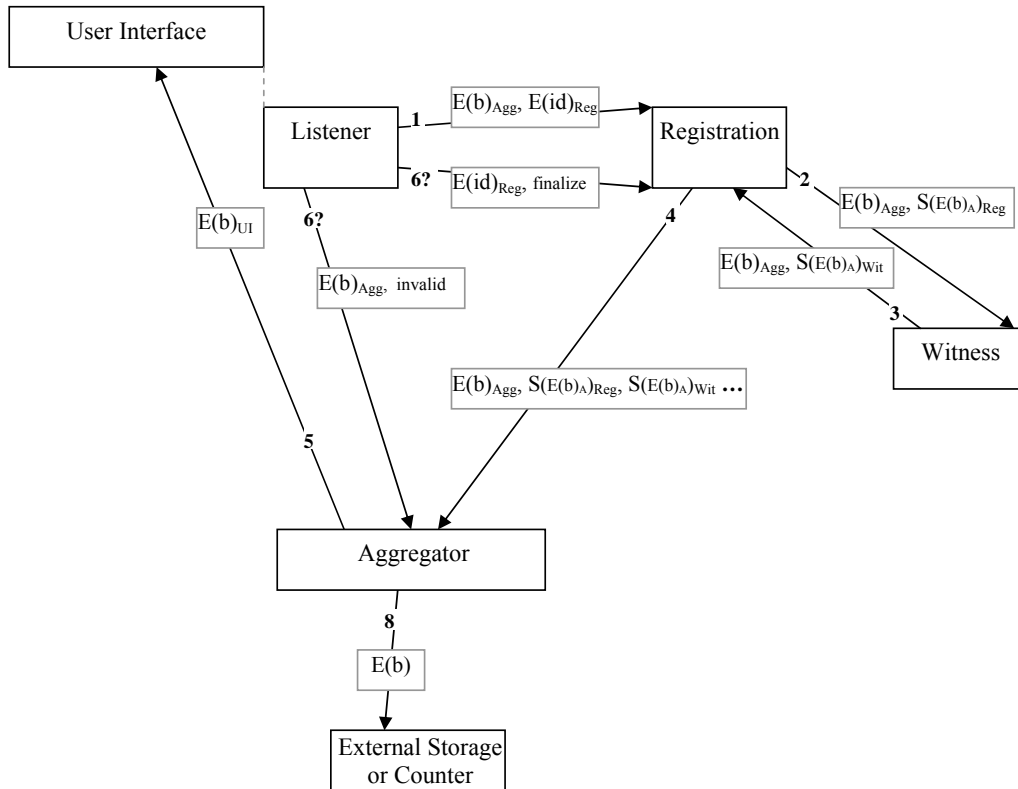 User Interface
Listener
1
E(b)Agg, E(id)Reg
Registration
6?
E(id)Reg, finalize
2
E(b)Agg, S(E(b)A)Reg
6?
4
E(b)UI
E(b)Agg, S(E(b)A)Wit
E(b)Agg, invalid
3
Witness
E(b)Agg, S(E(b)A)Reg, S(E(b)A)Wit ...
5
Aggregator
8
E(b)
External Storage
or Counter